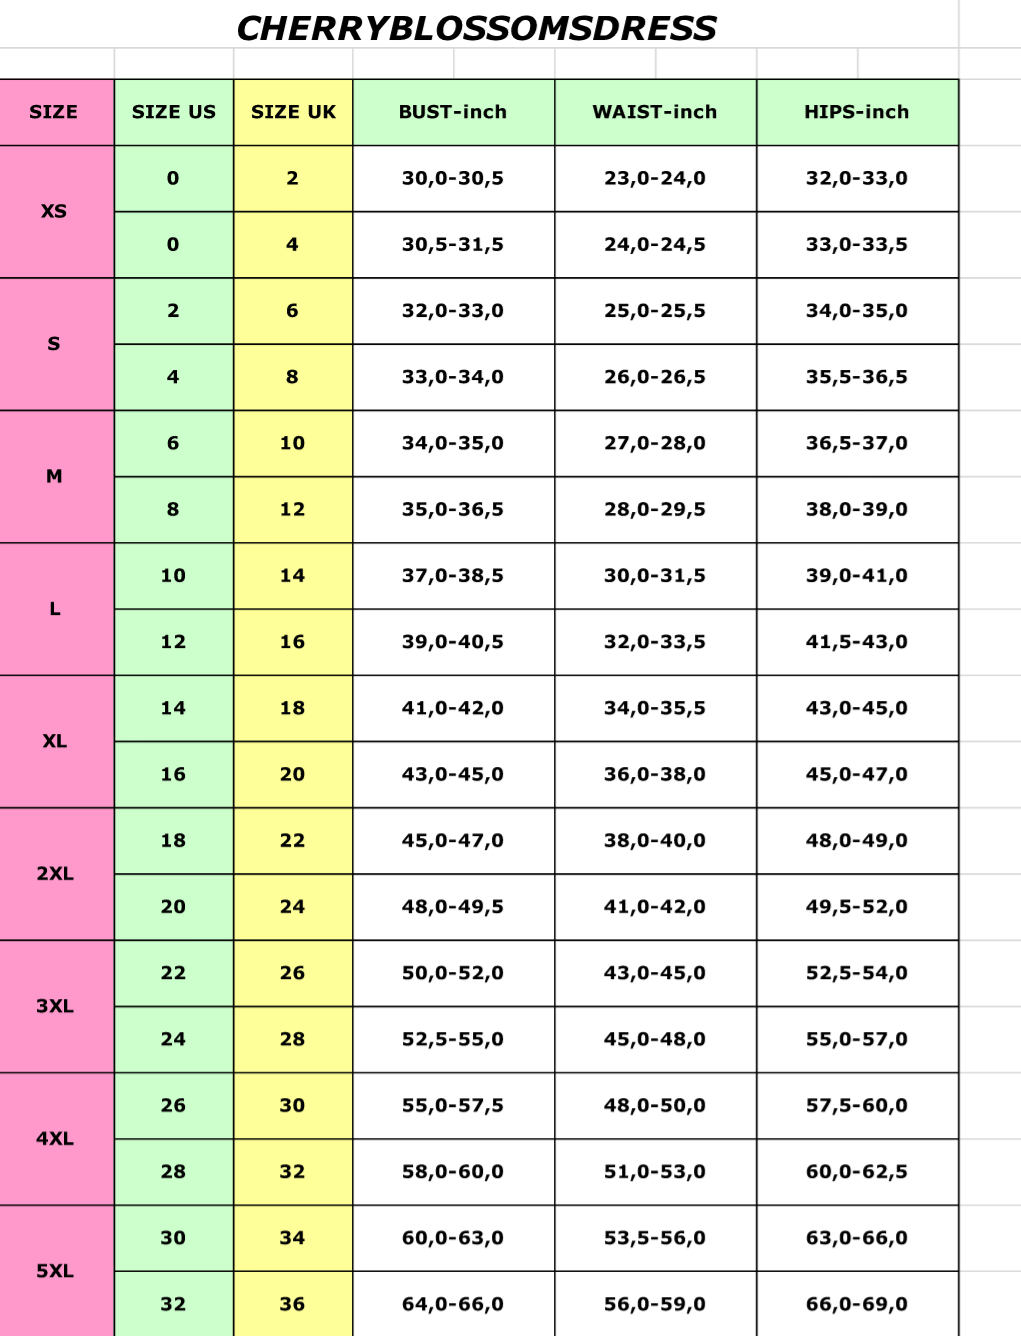 CHERRYBLOSSOMSDRESS
SIZE SIZE US SIZE UK BUST-inch WAIST-inch HIPS-inch
XS
0 2 30,0-30,5 23,0-24,0 32,0-33,0
0 4 30,5-31,5 24,0-24,5 33,0-33,5
S
2 6 32,0-33,0 25,0-25,5 34,0-35,0
4 8 33,0-34,0 26,0-26,5 35,5-36,5
M
6 10 34,0-35,0 27,0-28,0 36,5-37,0
8 12 35,0-36,5 28,0-29,5 38,0-39,0
L
10 14 37,0-38,5 30,0-31,5 39,0-41,0
12 16 39,0-40,5 32,0-33,5 41,5-43,0
XL
14 18 41,0-42,0 34,0-35,5 43,0-45,0
16 20 43,0-45,0 36,0-38,0 45,0-47,0
2XL
18 22 45,0-47,0 38,0-40,0 48,0-49,0
20 24 48,0-49,5 41,0-42,0 49,5-52,0
3XL
22 26 50,0-52,0 43,0-45,0 52,5-54,0
24 28 52,5-55,0 45,0-48,0 55,0-57,0
4XL
26 30 55,0-57,5 48,0-50,0 57,5-60,0
28 32 58,0-60,0 51,0-53,0 60,0-62,5
5XL
30 34 60,0-63,0 53,5-56,0 63,0-66,0
32 36 64,0-66,0 56,0-59,0 66,0-69,0